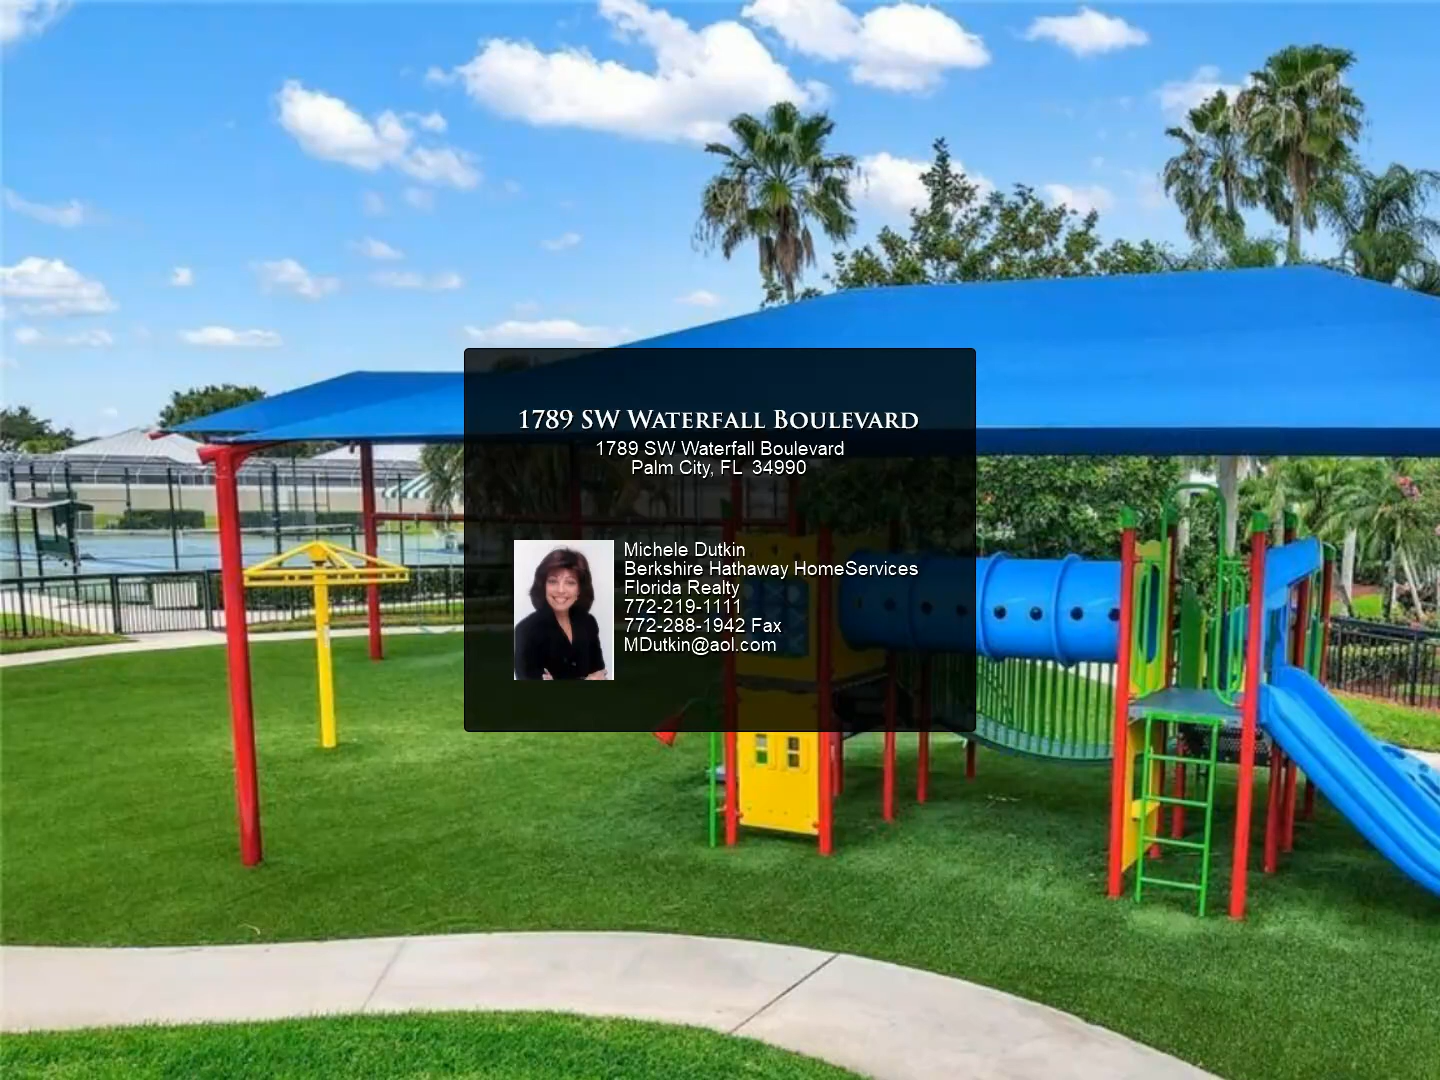 1789 SW Waterfall Boulevard
1789 SW Waterfall Boulevard
Palm City, FL 34990
Michele Dutkin
Berkshire Hathaway HomeServices
Florida Realty
772-219-1111
772-288-1942 Fax
MDutkin@aol.com